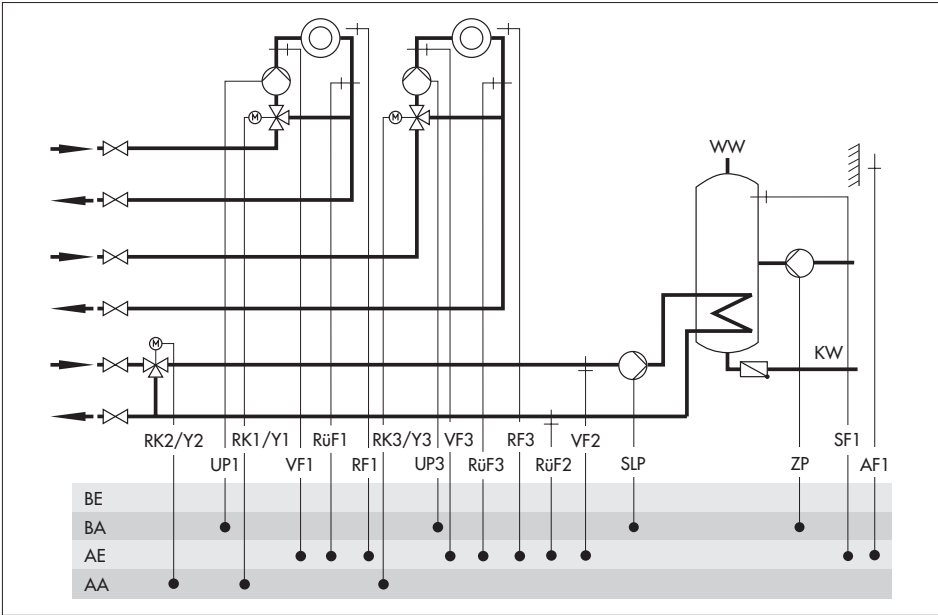 M
M
WW
KW
M
RK2/Y2 RK1/Y1 RüF1 RK3/Y3 VF3 RF3 VF2 SF1
UP1 VF1 RF1 UP3 RüF3 RüF2 SLP ZP AF1
BE
BA
AE
AA